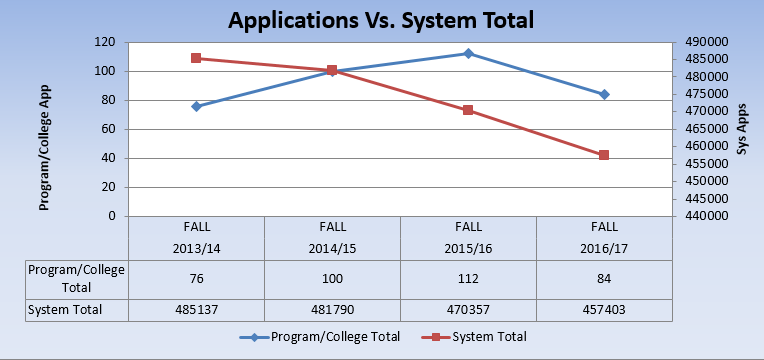 Applications Vs. System Total
Program/College App
120
100
80
60
40
20
0
490000
485000
480000
475000
470000
465000
460000
455000
450000
445000
440000
Sys Apps
FALL FALL FALL FALL
2013/14 2014/15 2015/16 2016/17
Program/College
Total 76 100 112 84
System Total 485137 481790 470357 457403
Program/College Total System Total